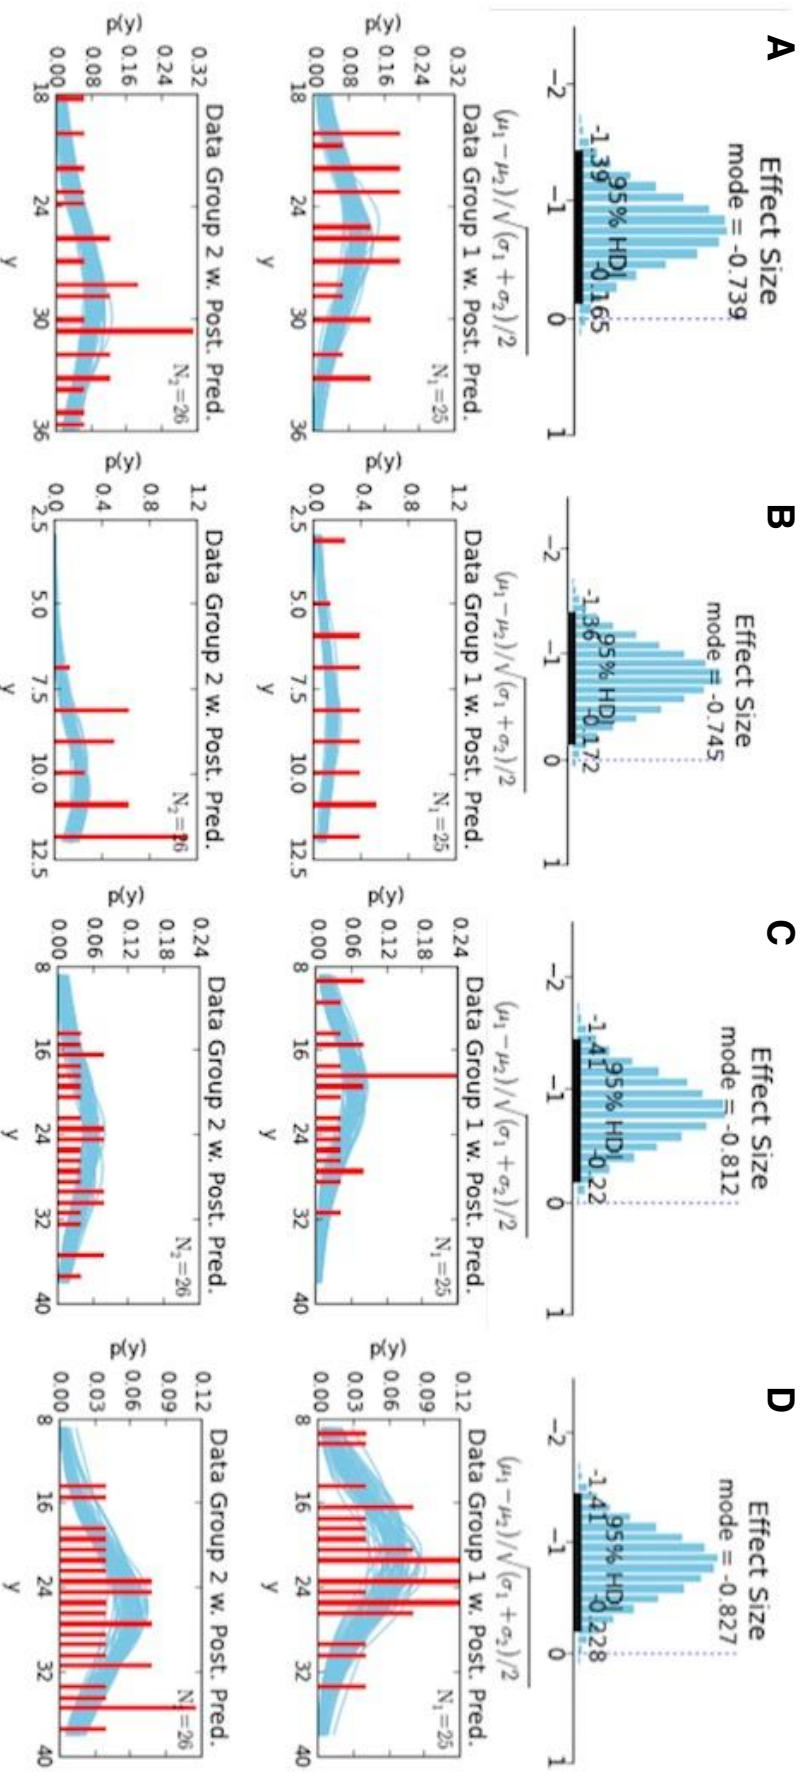 A
Effect Size
mode = -0.739
95% HDI
-1.39
-0.165
−2
−1
0
1
(μ₁−μ₂)/√(σ₁+σ₂)/2
Data Group 1 w. Post. Pred.
N₁=25
p(y)
0.32
0.24
0.16
0.08
0.00
18
24
30
36
y
Data Group 2 w. Post. Pred.
N₂=26
p(y)
0.32
0.24
0.16
0.08
0.00
18
24
30
36
y
B
Effect Size
mode = -0.745
95% HDI
-1.36
-0.172
−2
−1
0
1
(μ₁−μ₂)/√(σ₁+σ₂)/2
Data Group 1 w. Post. Pred.
N₁=25
p(y)
1.2
0.8
0.4
0.0
2.5
5.0
7.5
10.0
12.5
y
Data Group 2 w. Post. Pred.
N₂=26
p(y)
1.2
0.8
0.4
0.0
2.5
5.0
7.5
10.0
12.5
y
C
Effect Size
mode = -0.812
95% HDI
-1.41
-0.22
−2
−1
0
1
(μ₁−μ₂)/√(σ₁+σ₂)/2
Data Group 1 w. Post. Pred.
N₁=25
p(y)
0.24
0.18
0.12
0.06
0.00
8
16
24
32
40
y
Data Group 2 w. Post. Pred.
N₂=26
p(y)
0.24
0.18
0.12
0.06
0.00
8
16
24
32
40
y
D
Effect Size
mode = -0.827
95% HDI
-1.41
-0.228
−2
−1
0
1
(μ₁−μ₂)/√(σ₁+σ₂)/2
Data Group 1 w. Post. Pred.
N₁=25
p(y)
0.12
0.09
0.06
0.03
0.00
8
16
24
32
40
y
Data Group 2 w. Post. Pred.
N₂=26
p(y)
0.12
0.09
0.06
0.03
0.00
8
16
24
32
40
y